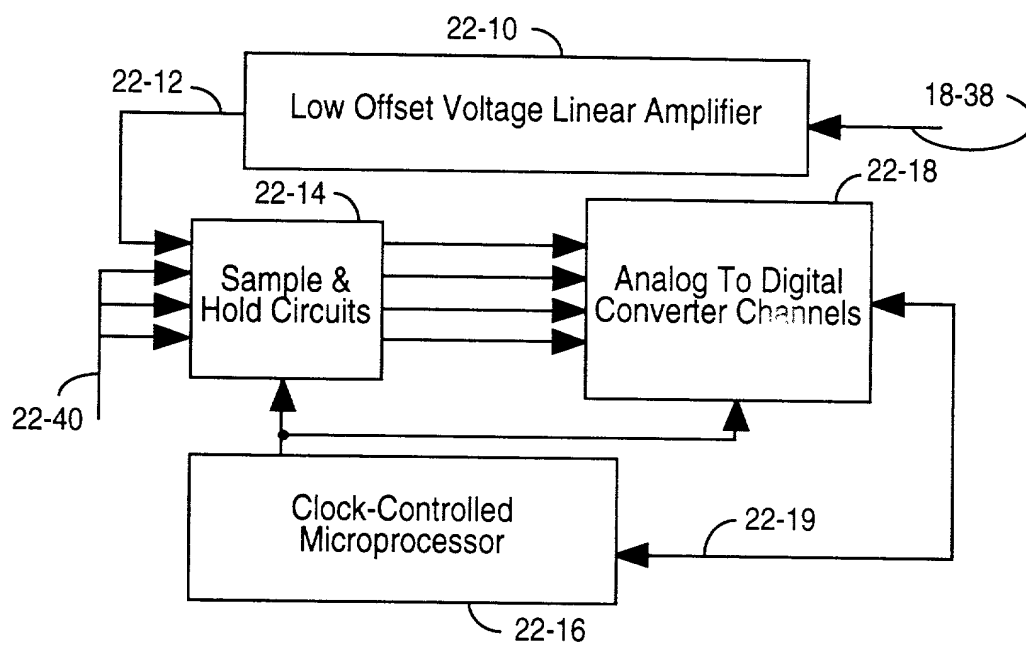 22-10
22-12
Low Offset Voltage Linear Amplifier
18-38
22-14
22-18
Sample &
Hold Circuits
Analog To Digital
Converter Channels
22-40
Clock-Controlled
Microprocessor
22-19
22-16